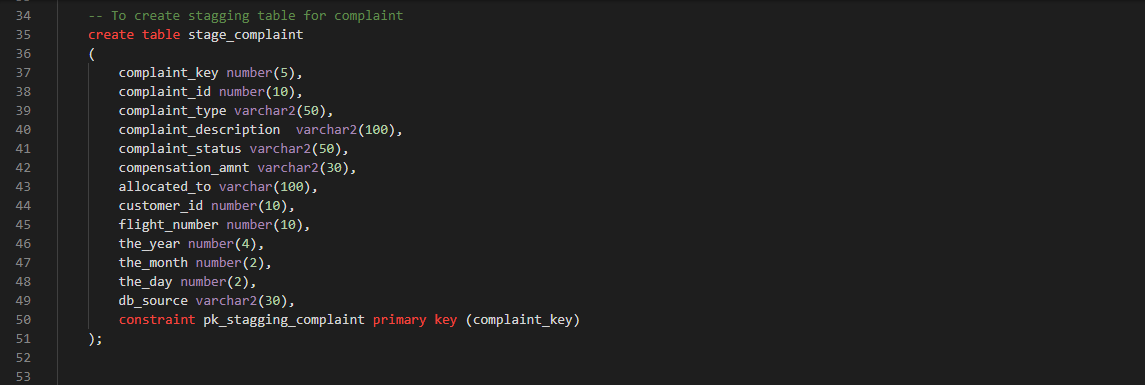 34 -- To create stagging table for complaint
35 create table stage_complaint
36 (
37 complaint_key number(5),
38 complaint_id number(10),
39 complaint_type varchar2(50),
40 complaint_description  varchar2(100),
41 complaint_status varchar2(50),
42 compensation_amnt varchar2(30),
43 allocated_to varchar(100),
44 customer_id number(10),
45 flight_number number(10),
46 the_year number(4),
47 the_month number(2),
48 the_day number(2),
49 db_source varchar2(30),
50 constraint pk_stagging_complaint primary key (complaint_key)
51 );
52
53